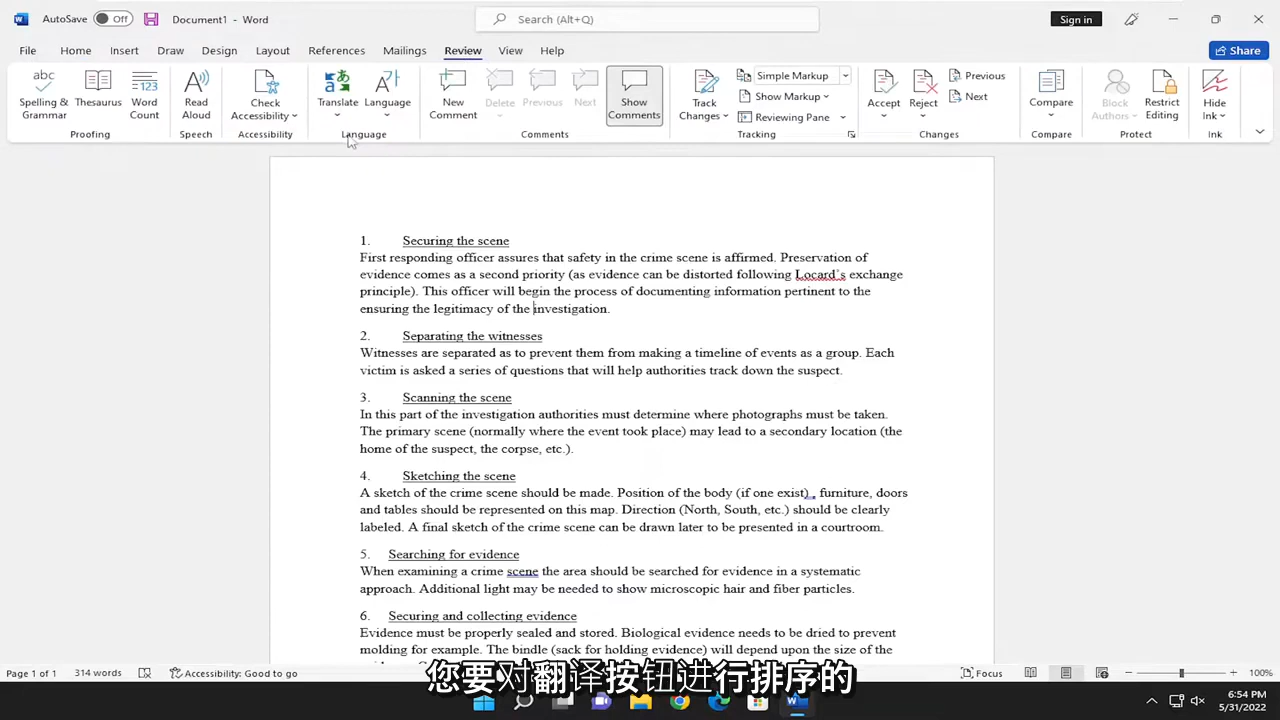 AutoSave Off Document1 - Word Search (Alt+Q) Sign in
File Home Insert Draw Design Layout References Mailings Review View Help Share
abc Spelling & Grammar
Thesaurus
123 Word Count
Read Aloud
Check Accessibility
Translate
Language
New Comment
Delete
Previous
Next
Show Comments
Track Changes
Simple Markup
Show Markup
Reviewing Pane
Accept
Reject
Previous
Next
Compare
Block Authors
Restrict Editing
Hide Ink
Proofing Speech Accessibility Language Comments Tracking Changes Compare Protect Ink
1. Securing the scene
First responding officer assures that safety in the crime scene is affirmed. Preservation of
evidence comes as a second priority (as evidence can be distorted following Locard's exchange
principle). This officer will begin the process of documenting information pertinent to the
ensuring the legitimacy of the investigation.
2. Separating the witnesses
Witnesses are separated as to prevent them from making a timeline of events as a group. Each
victim is asked a series of questions that will help authorities track down the suspect.
3. Scanning the scene
In this part of the investigation authorities must determine where photographs must be taken.
The primary scene (normally where the event took place) may lead to a secondary location (the
home of the suspect, the corpse, etc.).
4. Sketching the scene
A sketch of the crime scene should be made. Position of the body (if one exist) , furniture, doors
and tables should be represented on this map. Direction (North, South, etc.) should be clearly
labeled. A final sketch of the crime scene can be drawn later to be presented in a courtroom.
5. Searching for evidence
When examining a crime scene the area should be searched for evidence in a systematic
approach. Additional light may be needed to show microscopic hair and fiber particles.
6. Securing and collecting evidence
Evidence must be properly sealed and stored. Biological evidence needs to be dried to prevent
molding for example. The bindle (sack for holding evidence) will depend upon the size of the
Page 1 of 1 314 words Accessibility: Good to go Focus 100%
您要对翻译按钮进行排序的
6:54 PM
5/31/2022